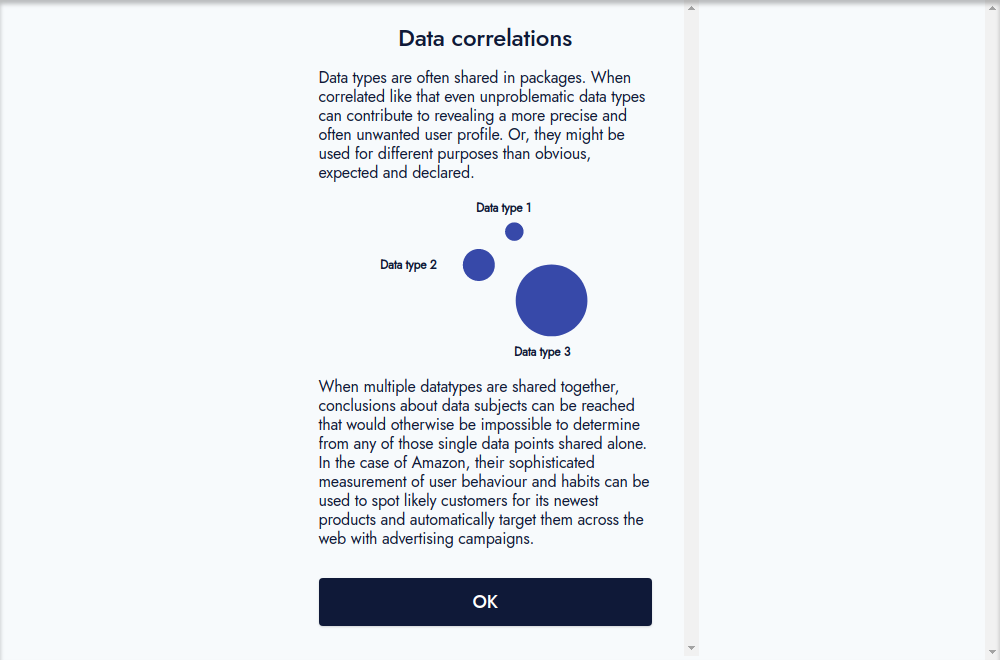 Data correlations
Data types are often shared in packages. When
correlated like that even unproblematic data types
can contribute to revealing a more precise and
often unwanted user profile. Or, they might be
used for different purposes than obvious,
expected and declared.
Data type 1
Data type 2
Data type 3
When multiple datatypes are shared together,
conclusions about data subjects can be reached
that would otherwise be impossible to determine
from any of those single data points shared alone.
In the case of Amazon, their sophisticated
measurement of user behaviour and habits can be
used to spot likely customers for its newest
products and automatically target them across the
web with advertising campaigns.
OK